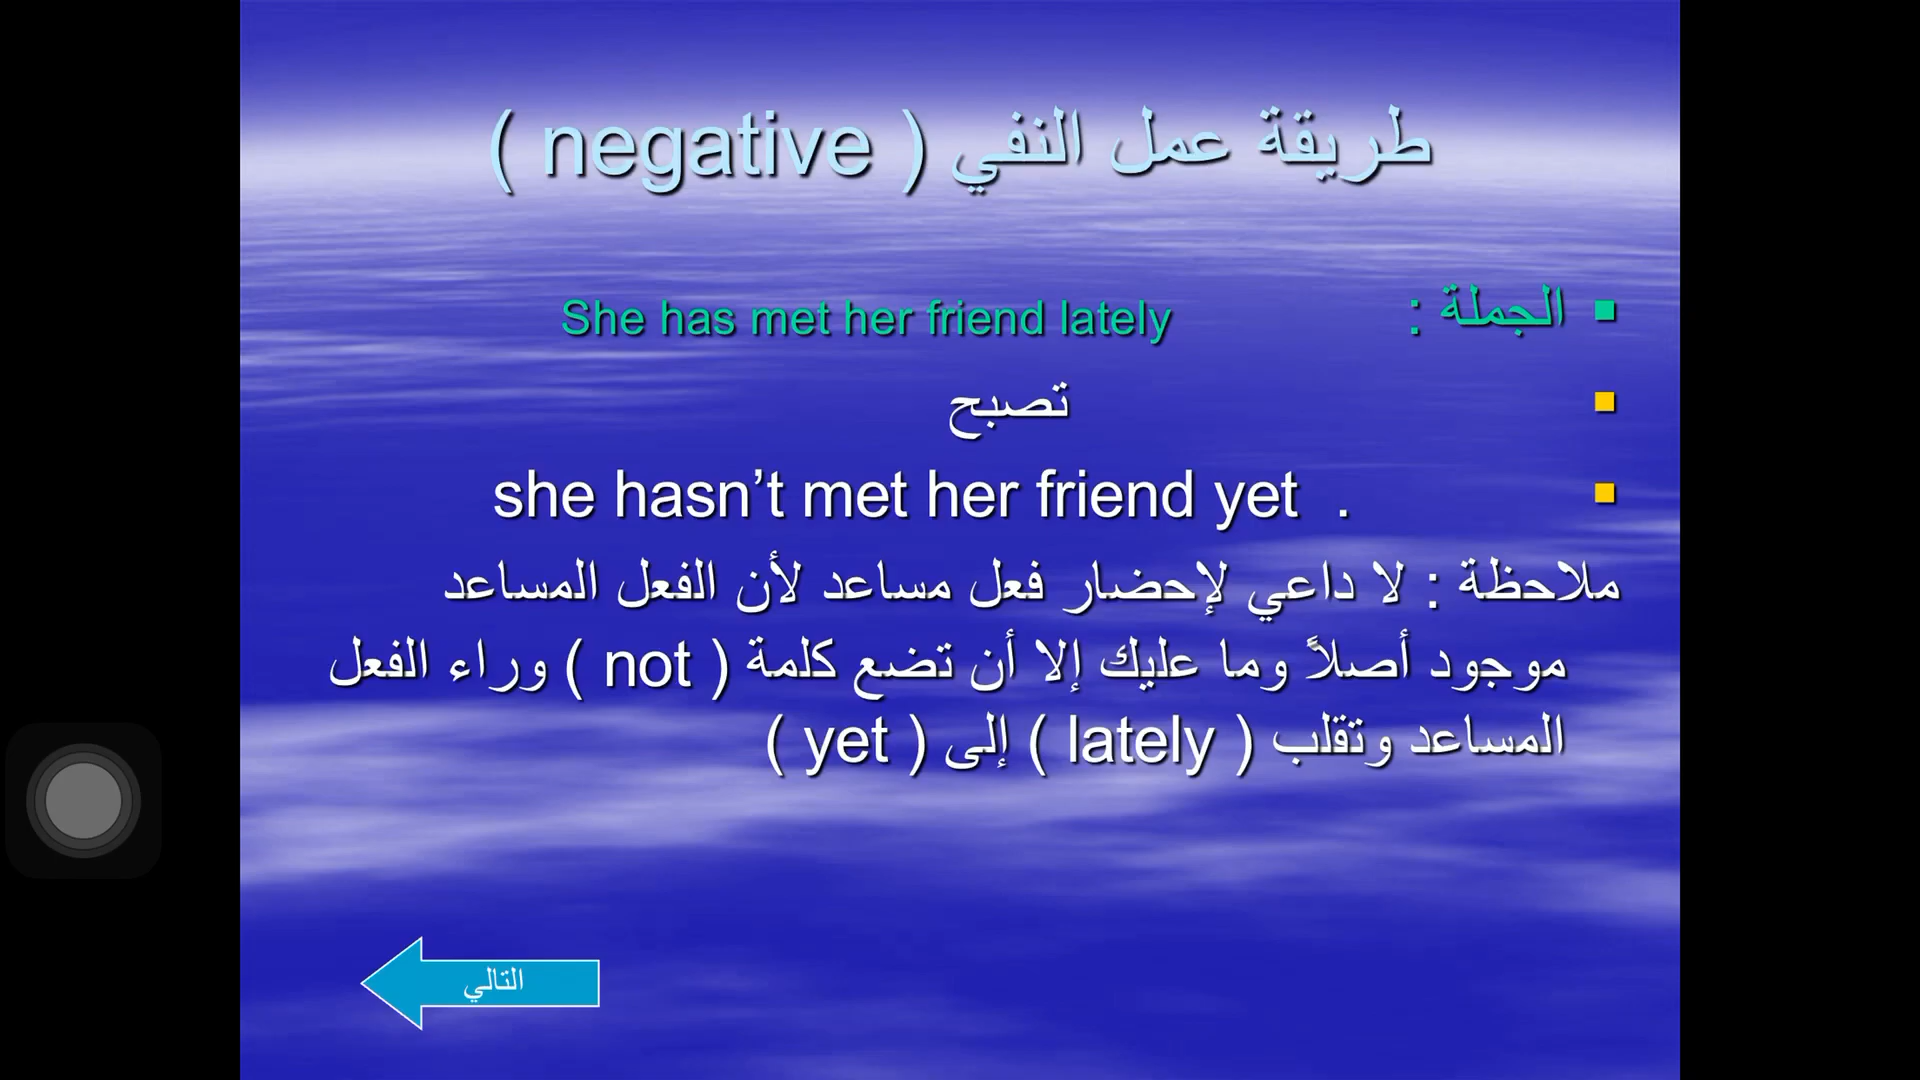 طريقة عمل النفي ( negative )
الجملة : She has met her friend lately
تصبح
she hasn’t met her friend yet .
ملاحظة : لا داعي لإحضار فعل مساعد لأن الفعل المساعد
موجود أصلاً وما عليك إلا أن تضع كلمة ( not ) وراء الفعل
المساعد وتقلب ( lately ) إلى ( yet )
التالي